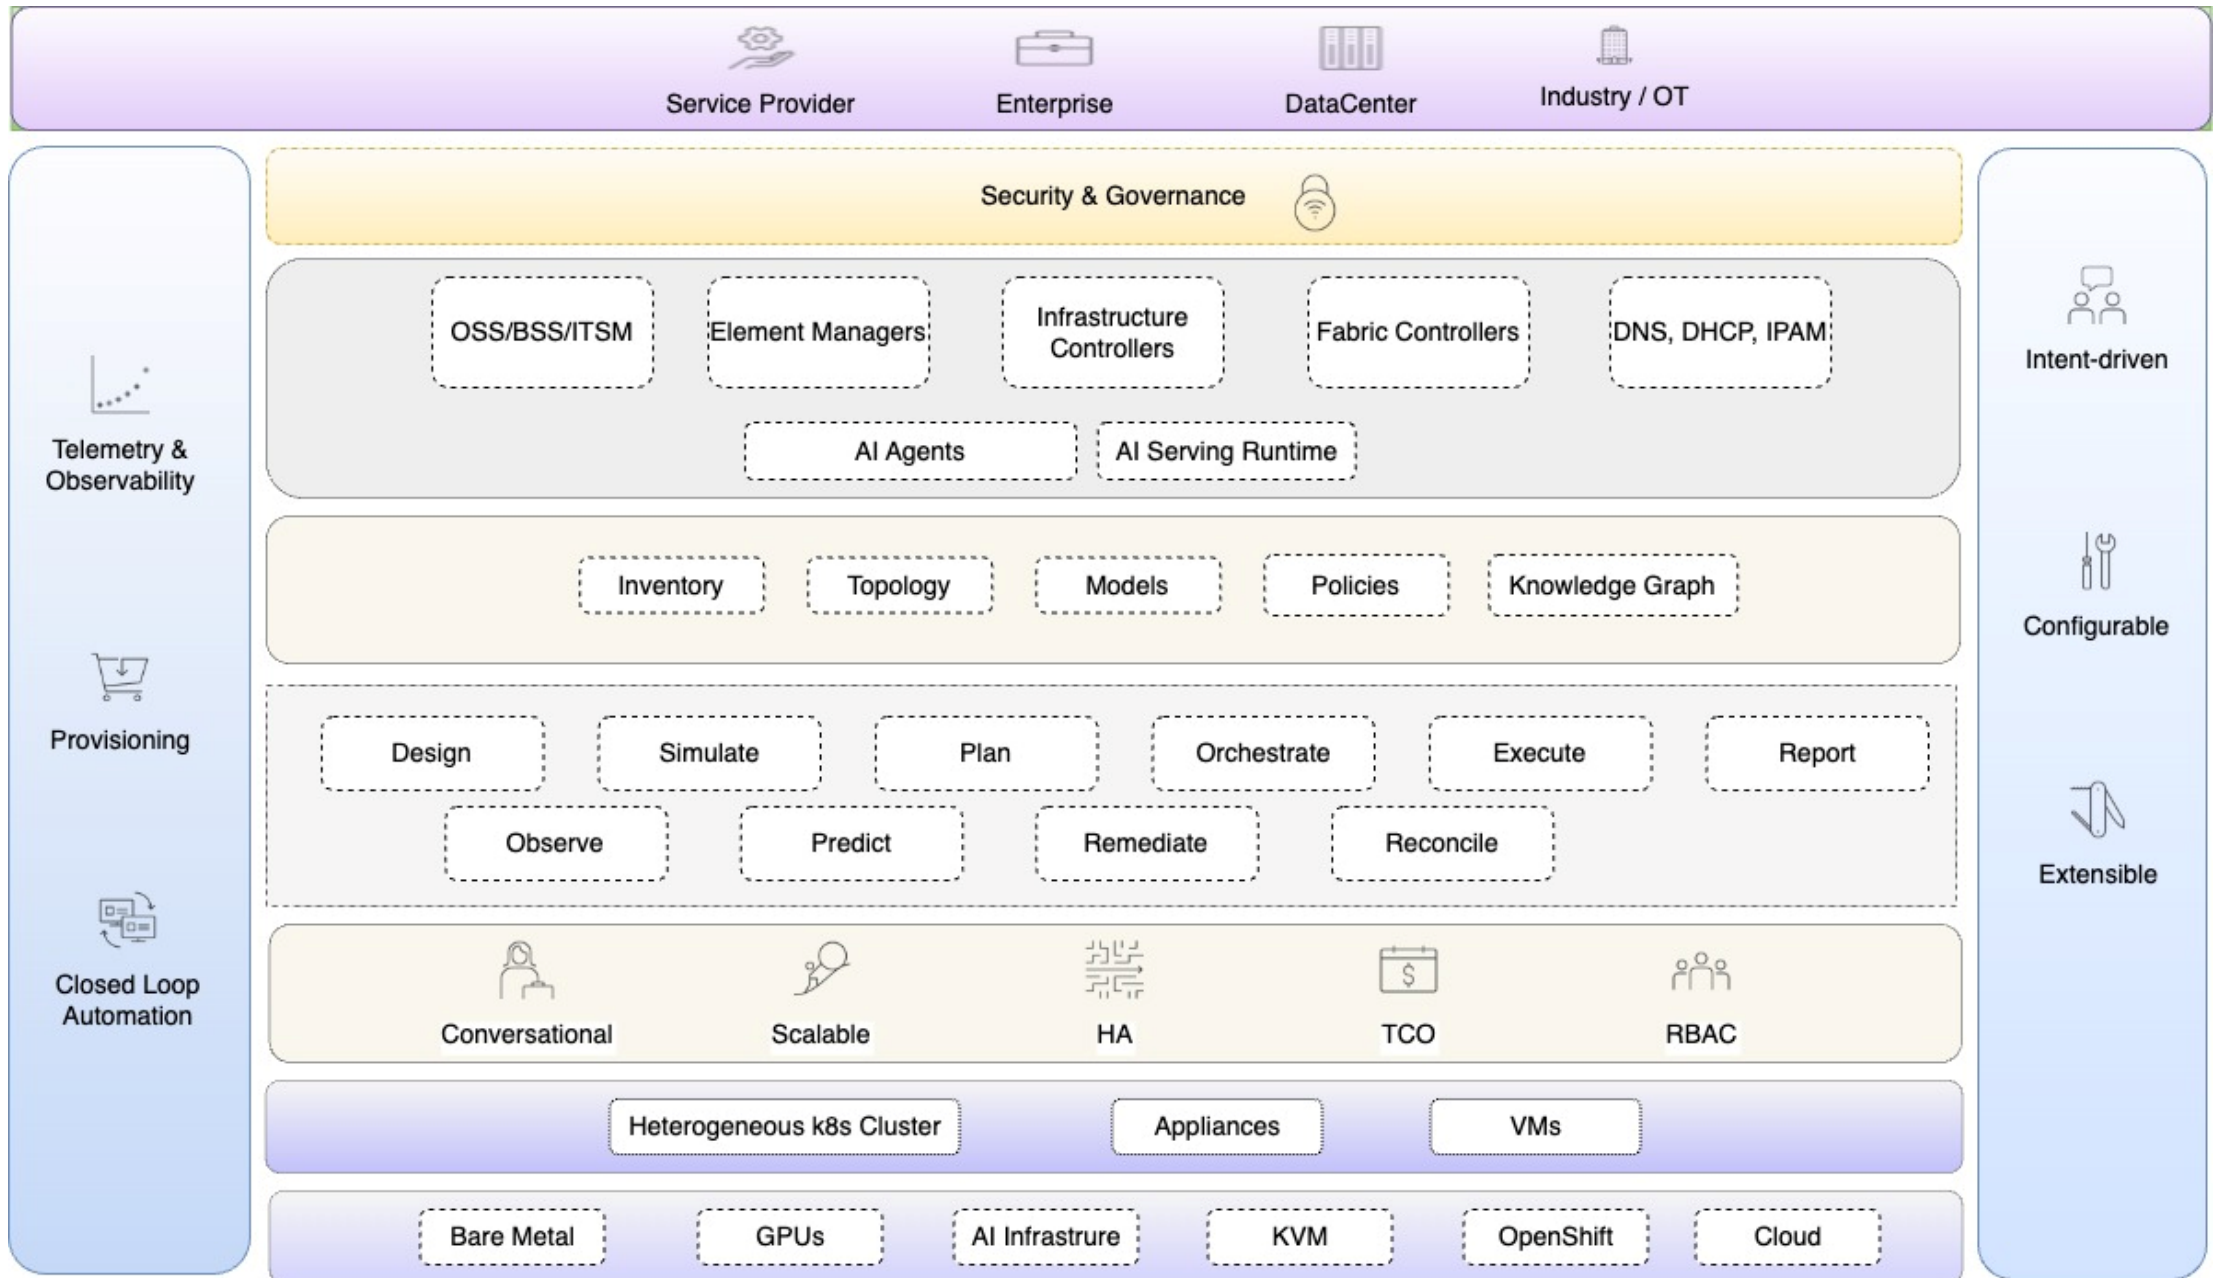 Service Provider
Enterprise
DataCenter
Industry / OT
Security & Governance
OSS/BSS/ITSM
Element Managers
Infrastructure
Controllers
Fabric Controllers
DNS, DHCP, IPAM
AI Agents
AI Serving Runtime
Telemetry &
Observability
Provisioning
Closed Loop
Automation
Inventory
Topology
Models
Policies
Knowledge Graph
Design
Simulate
Plan
Orchestrate
Execute
Report
Observe
Predict
Remediate
Reconcile
Conversational
Scalable
HA
TCO
RBAC
Heterogeneous k8s Cluster
Appliances
VMs
Bare Metal
GPUs
AI Infrastrure
KVM
OpenShift
Cloud
Intent-driven
Configurable
Extensible